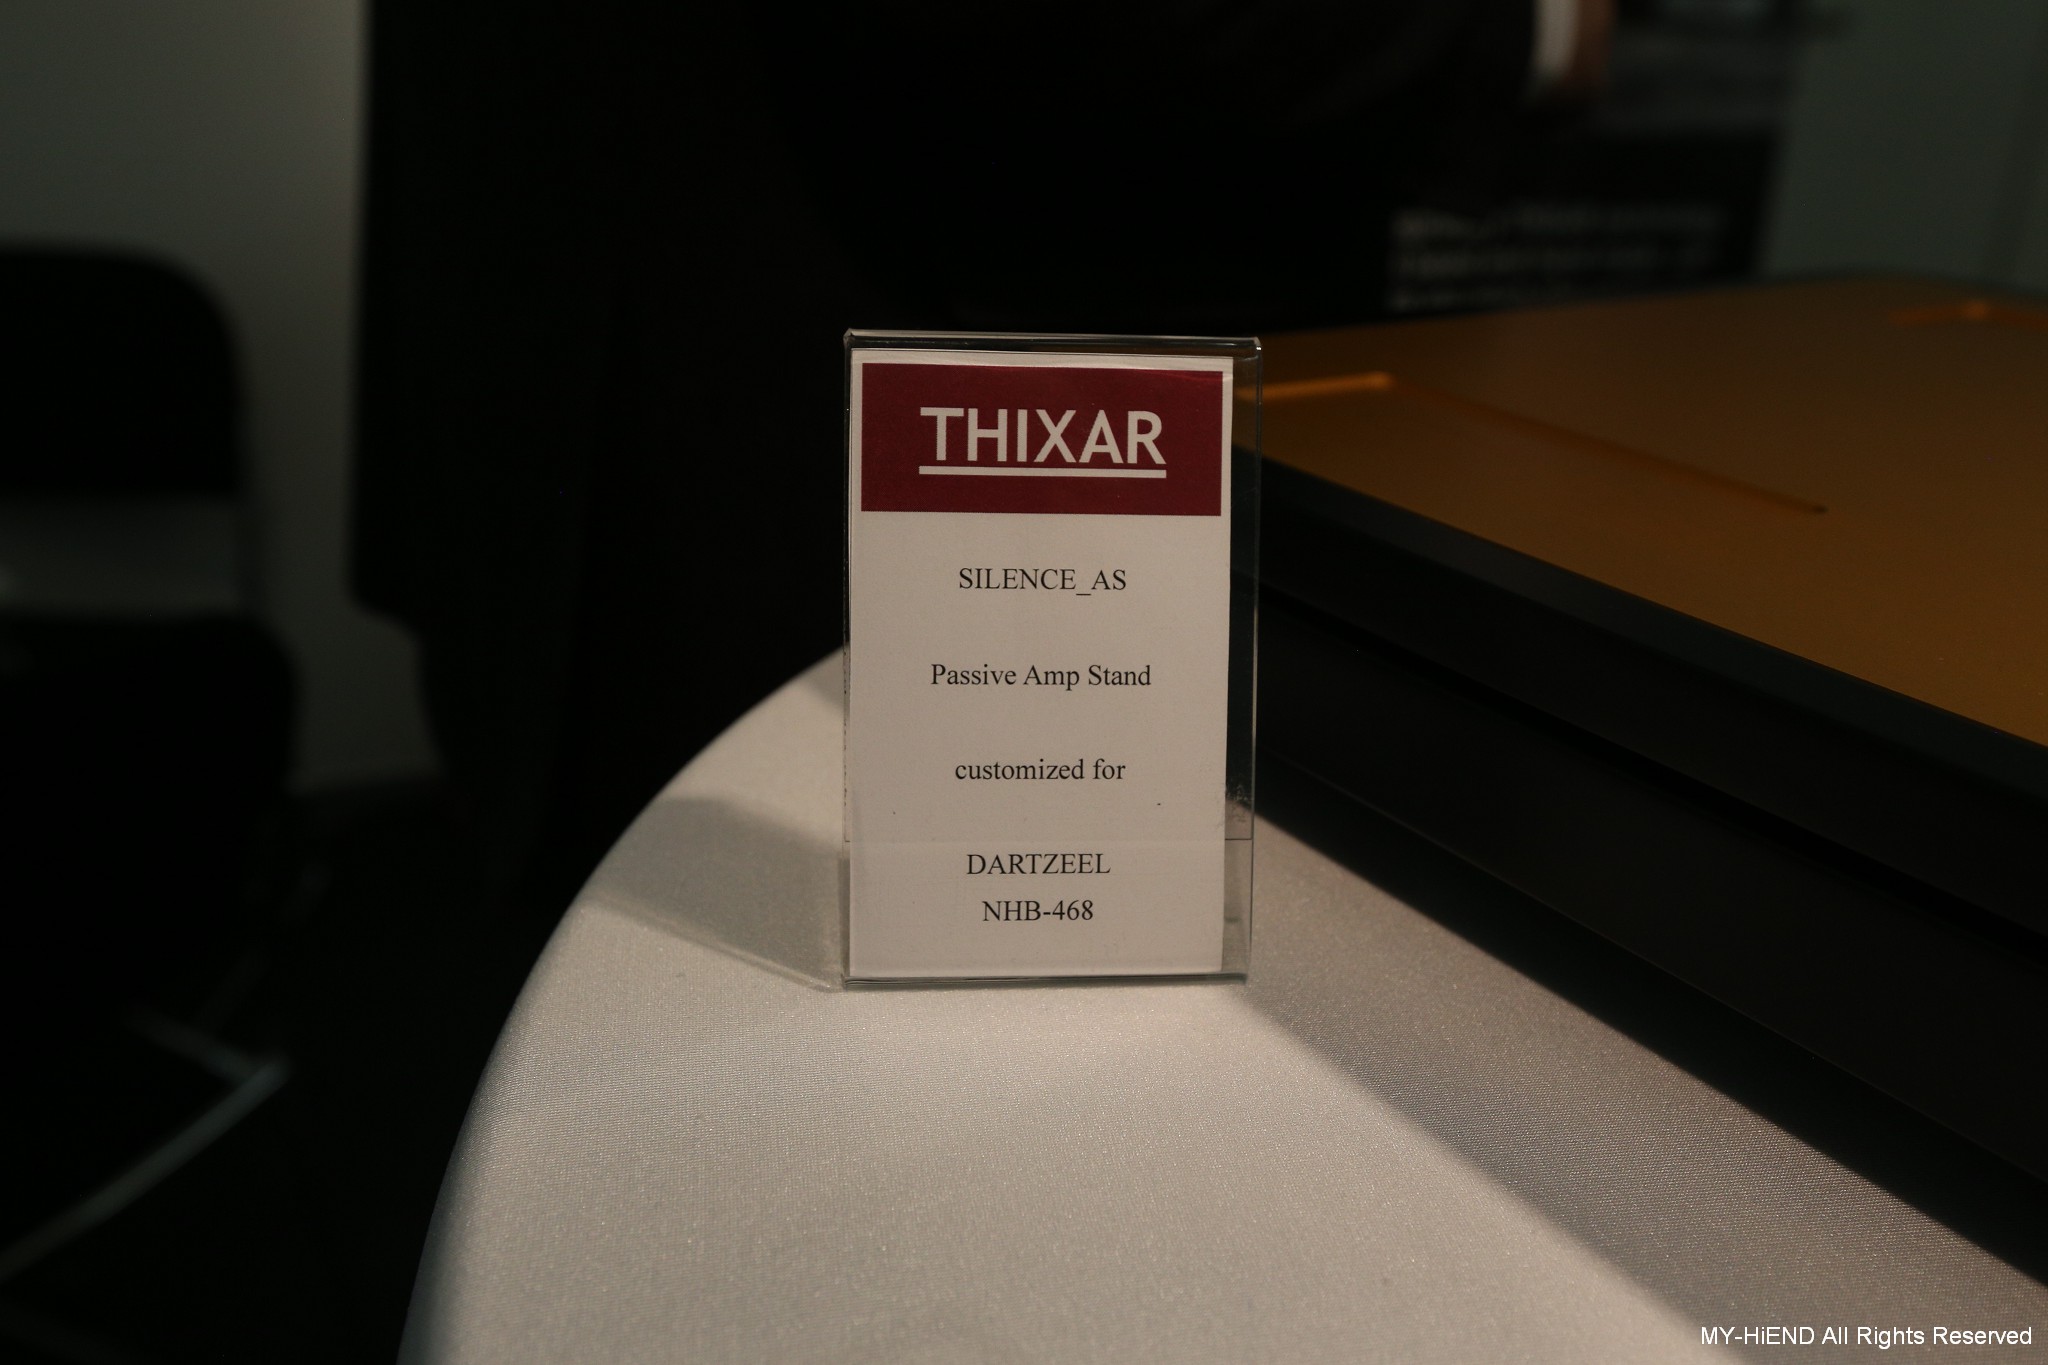 THIXAR
SILENCE_AS
Passive Amp Stand
customized for
DARTZEEL
NHB-468
MY-HiEND All Rights Reserved